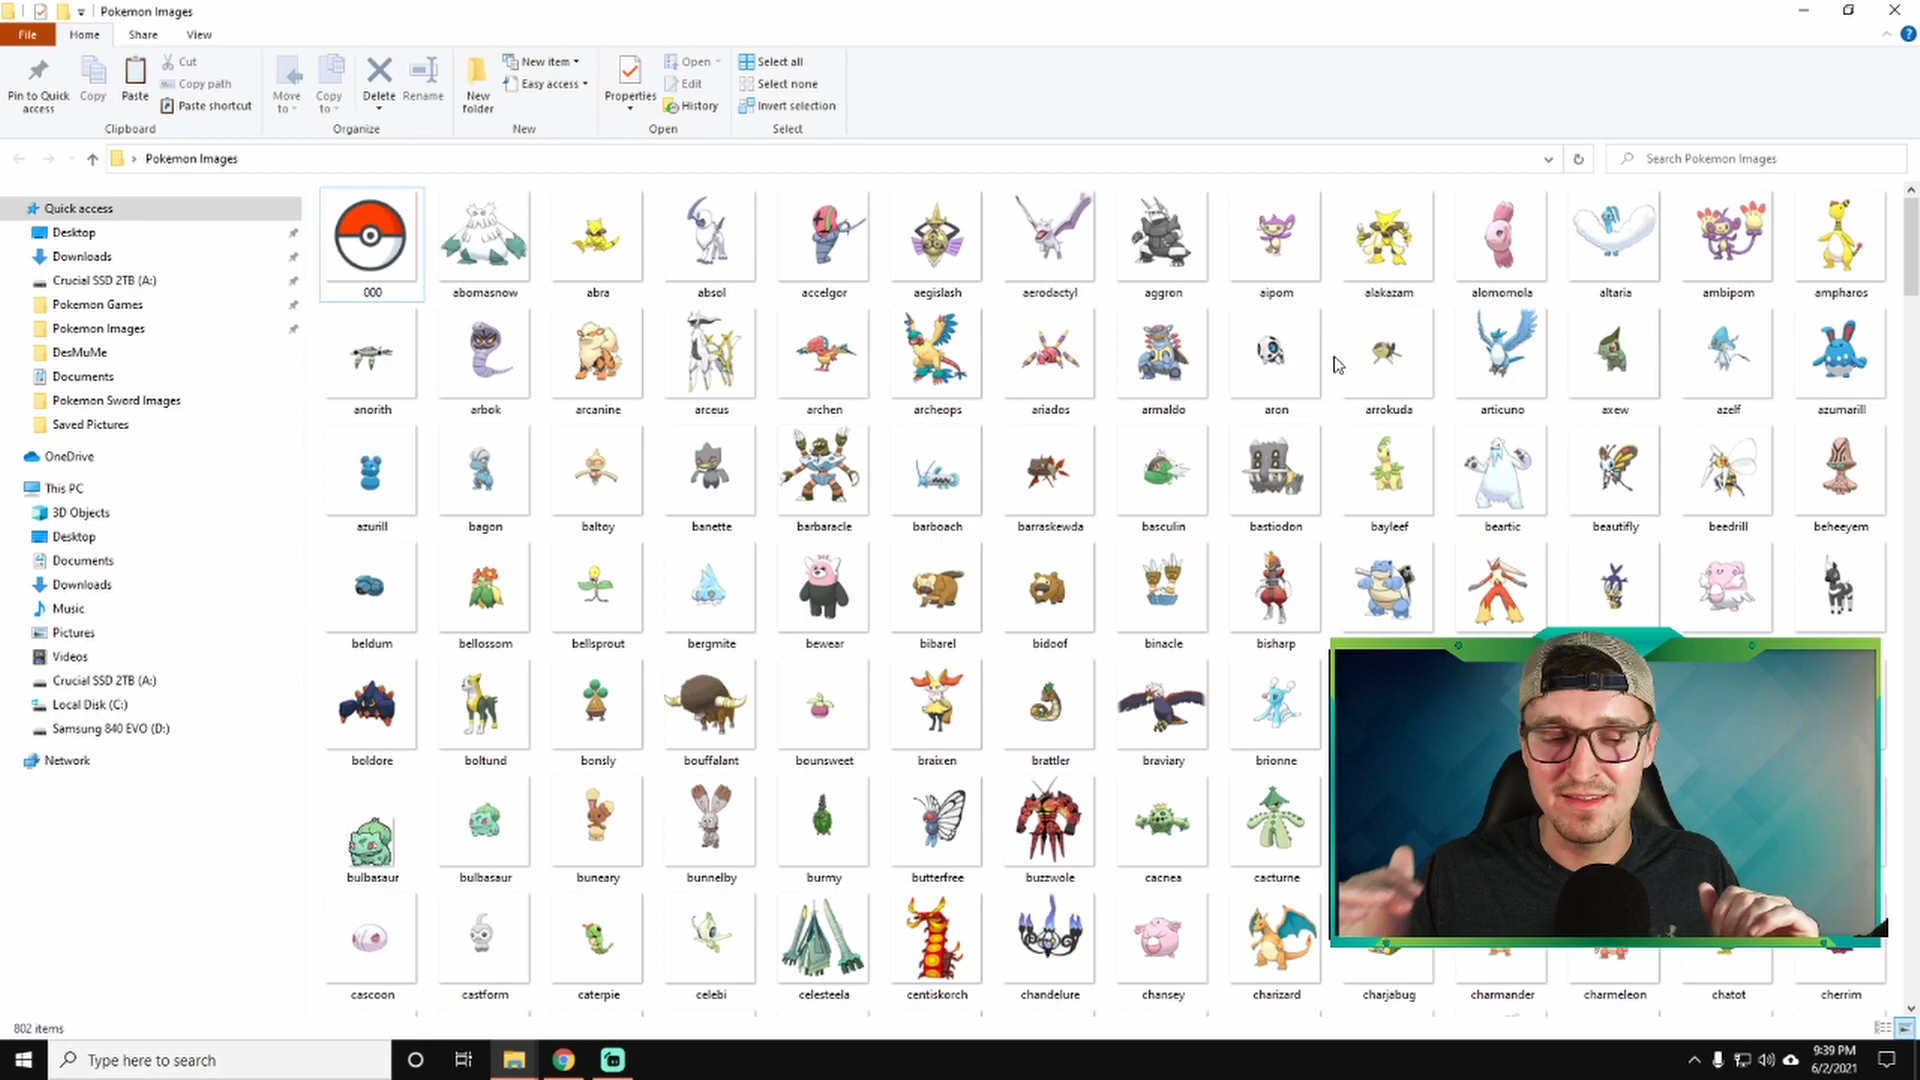 Pokemon Images
File Home Share View
Pin to Quick access
Copy
Paste
Cut
Copy path
Paste shortcut
Clipboard
Move to
Copy to
Delete
Rename
Organize
New folder
New item
Easy access
New
Properties
Open
Edit
History
Open
Select all
Select none
Invert selection
Select
Pokemon Images
Search Pokemon Images
Quick access
Desktop
Downloads
Crucial SSD 2TB (A:)
Pokemon Games
Pokemon Images
DesMuMe
Documents
Pokemon Sword Images
Saved Pictures
OneDrive
This PC
3D Objects
Desktop
Documents
Downloads
Music
Pictures
Videos
Crucial SSD 2TB (A:)
Local Disk (C:)
Samsung 840 EVO (D:)
Network
000 abomasnow abra absol accelgor aegislash aerodactyl aggron aipom alakazam alomomola altaria ambipom ampharos
anorith arbok arcanine arceus archen archeops ariados armaldo aron arrokuda articuno axew azelf azumarill
azurill bagon baltoy banette barbaracle barboach barraskewda basculin bastiodon bayleef beartic beautifly beedrill beheeyem
beldum bellossom bellsprout bergmite bewear bibarel bidoof binacle bisharp
boldore boltund bonsly bouffalant bounsweet braixen brattler braviary brionne
bulbasaur bulbasaur buneary bunnelby burmy butterfree buzzwole cacnea cacturne
cascoon castform caterpie celebi celesteela centiskorch chandelure chansey charizard charjabug charmander charmeleon chatot cherrim
802 items
Type here to search
9:39 PM
6/2/2021